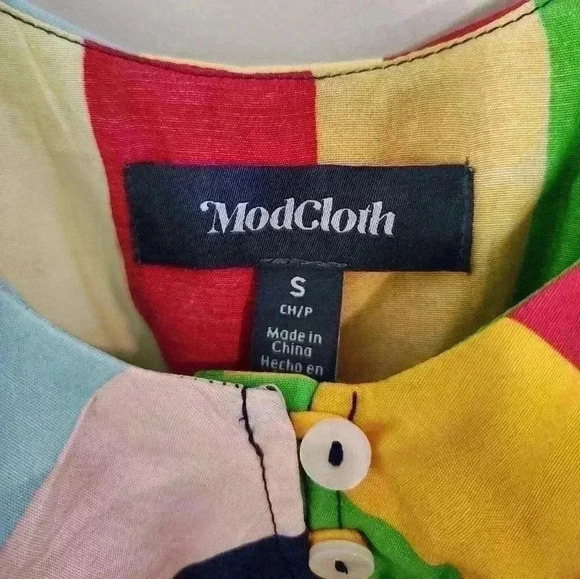 ModCloth
S
CH/P
Made in
China
Hecho en